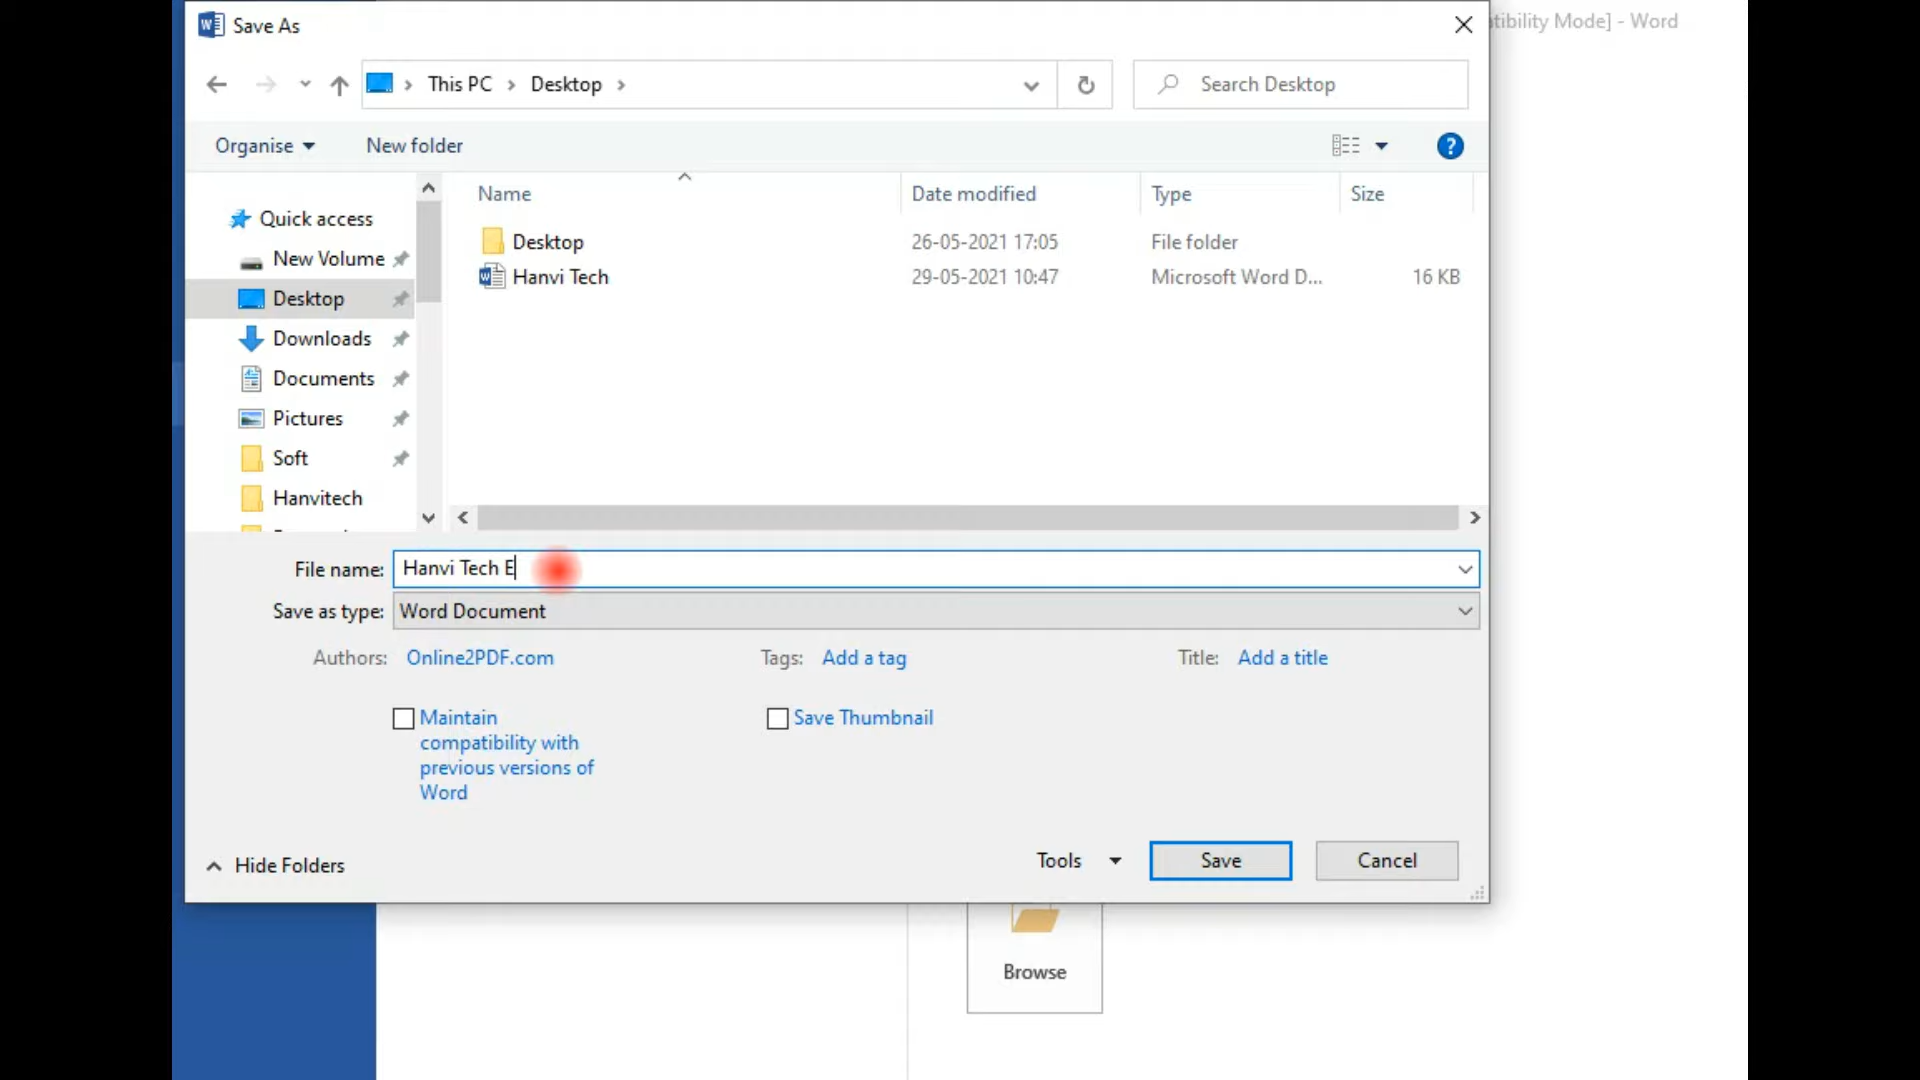 Save As
tibility Mode] - Word
This PC
Desktop
Search Desktop
Organise
New folder
?
Name
Date modified
Type
Size
Quick access
New Volume
Desktop
Downloads
Documents
Pictures
Soft
Hanvitech
Desktop 26-05-2021 17:05 File folder
Hanvi Tech 29-05-2021 10:47 Microsoft Word D... 16 KB
File name: Hanvi Tech E
Save as type: Word Document
Authors: Online2PDF.com
Tags: Add a tag
Title: Add a title
Maintain
compatibility with
previous versions of
Word
Save Thumbnail
Hide Folders
Tools
Save
Cancel
Browse